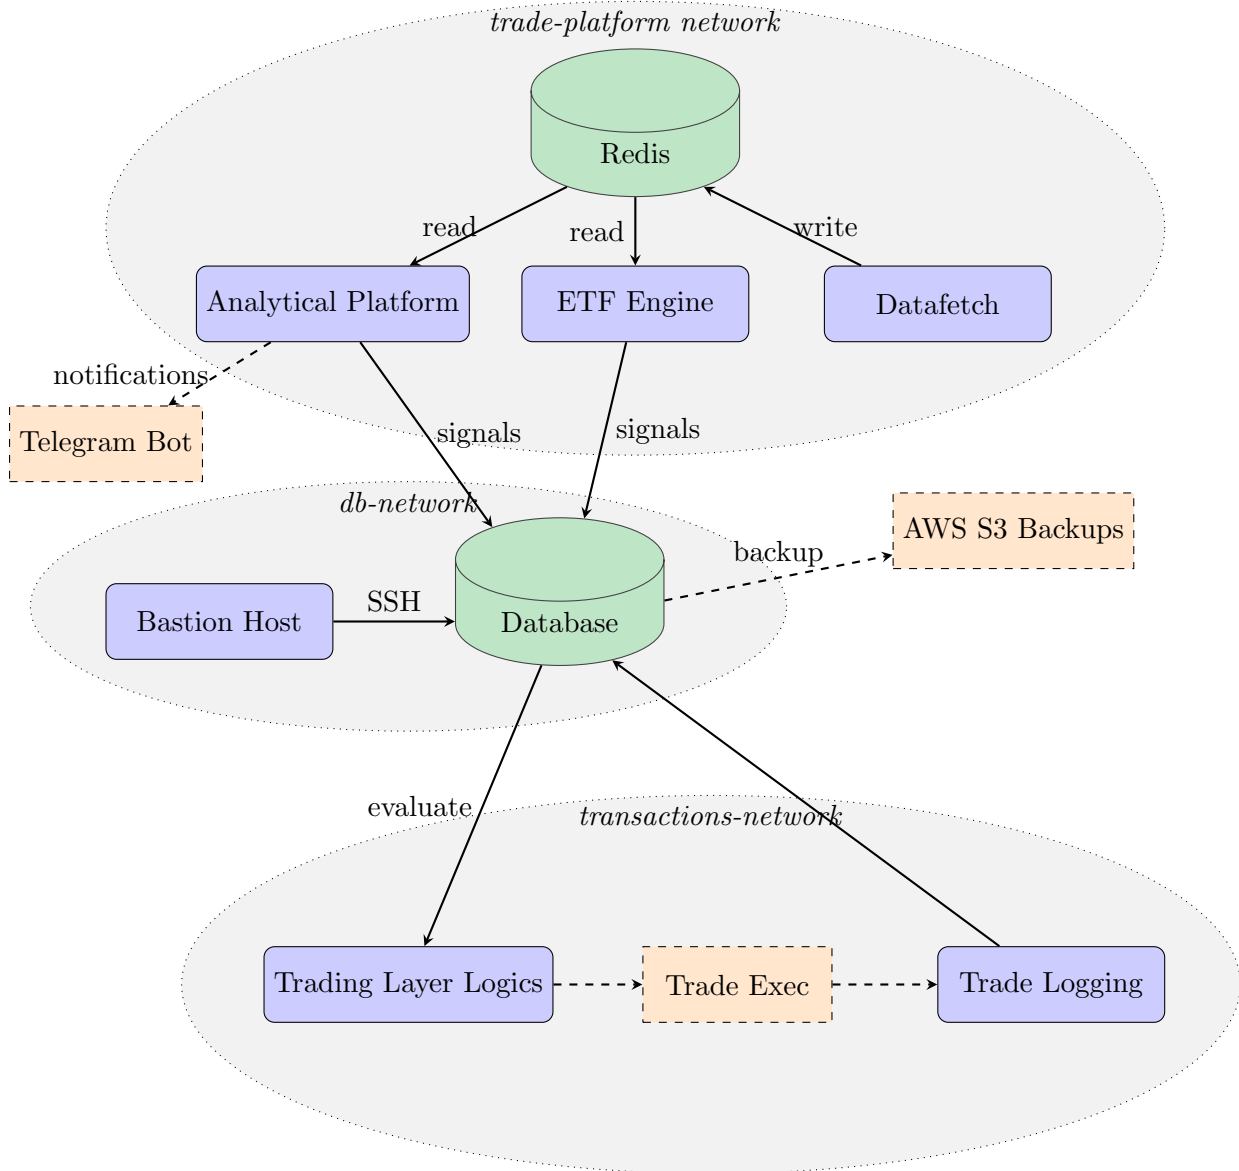 trade-platform network
Redis
read
read
write
Analytical Platform
ETF Engine
Datafetch
notifications
Telegram Bot
signals
signals
db-network
AWS S3 Backups
backup
SSH
Bastion Host
Database
evaluate
transactions-network
Trading Layer Logics
Trade Exec
Trade Logging